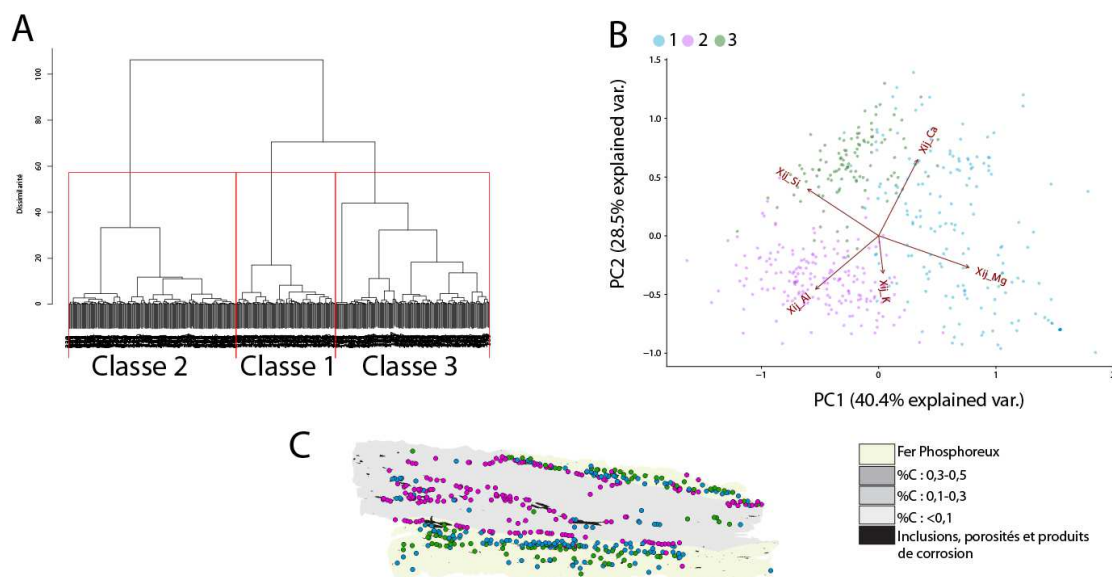 A
Dissimilarité
100
80
60
40
20
0
Classe 2
Classe 1
Classe 3
B
1 2 3
1.5
1.0
0.5
0.0
-0.5
-1.0
PC2 (28.5% explained var.)
Xij_Ca
Xij_Si
Xij_Mg
Xij_K
Xij_Al
-1 0 1 2
PC1 (40.4% explained var.)
C
Fer Phosphoreux
%C : 0,3-0,5
%C : 0,1-0,3
%C : <0,1
Inclusions, porosités et produits
de corrosion